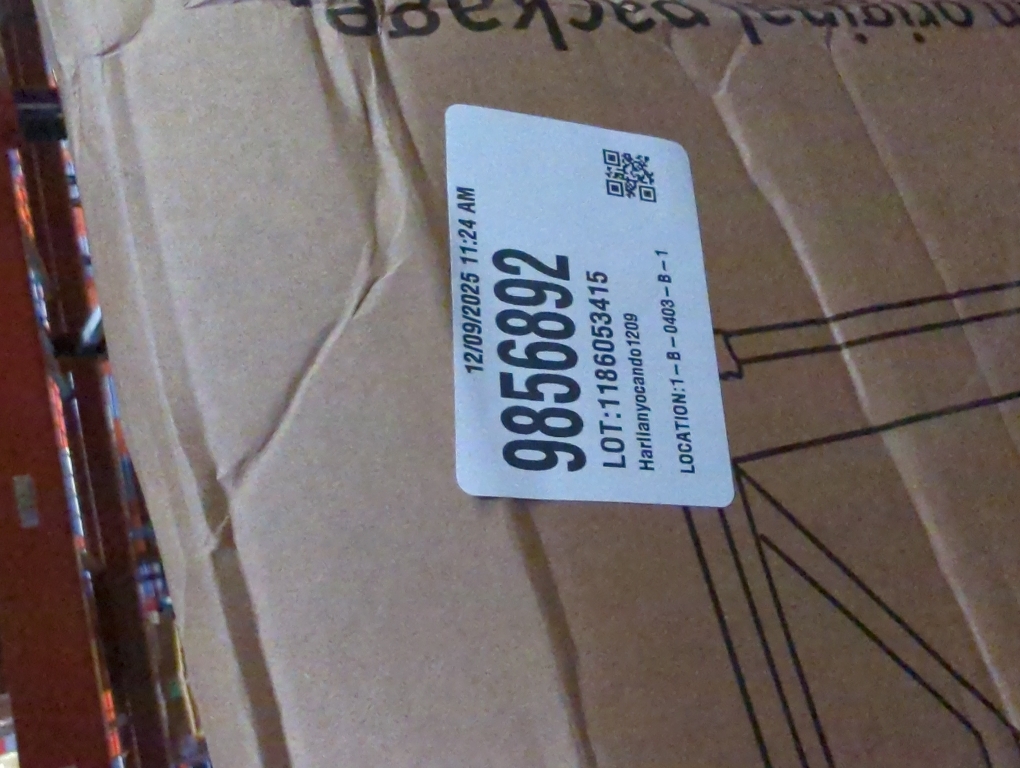 n original package.
12/09/2025 11:24 AM
9856892
LOT:1186053415
Harllanyocando1209
LOCATION:1-B-0403-B-1